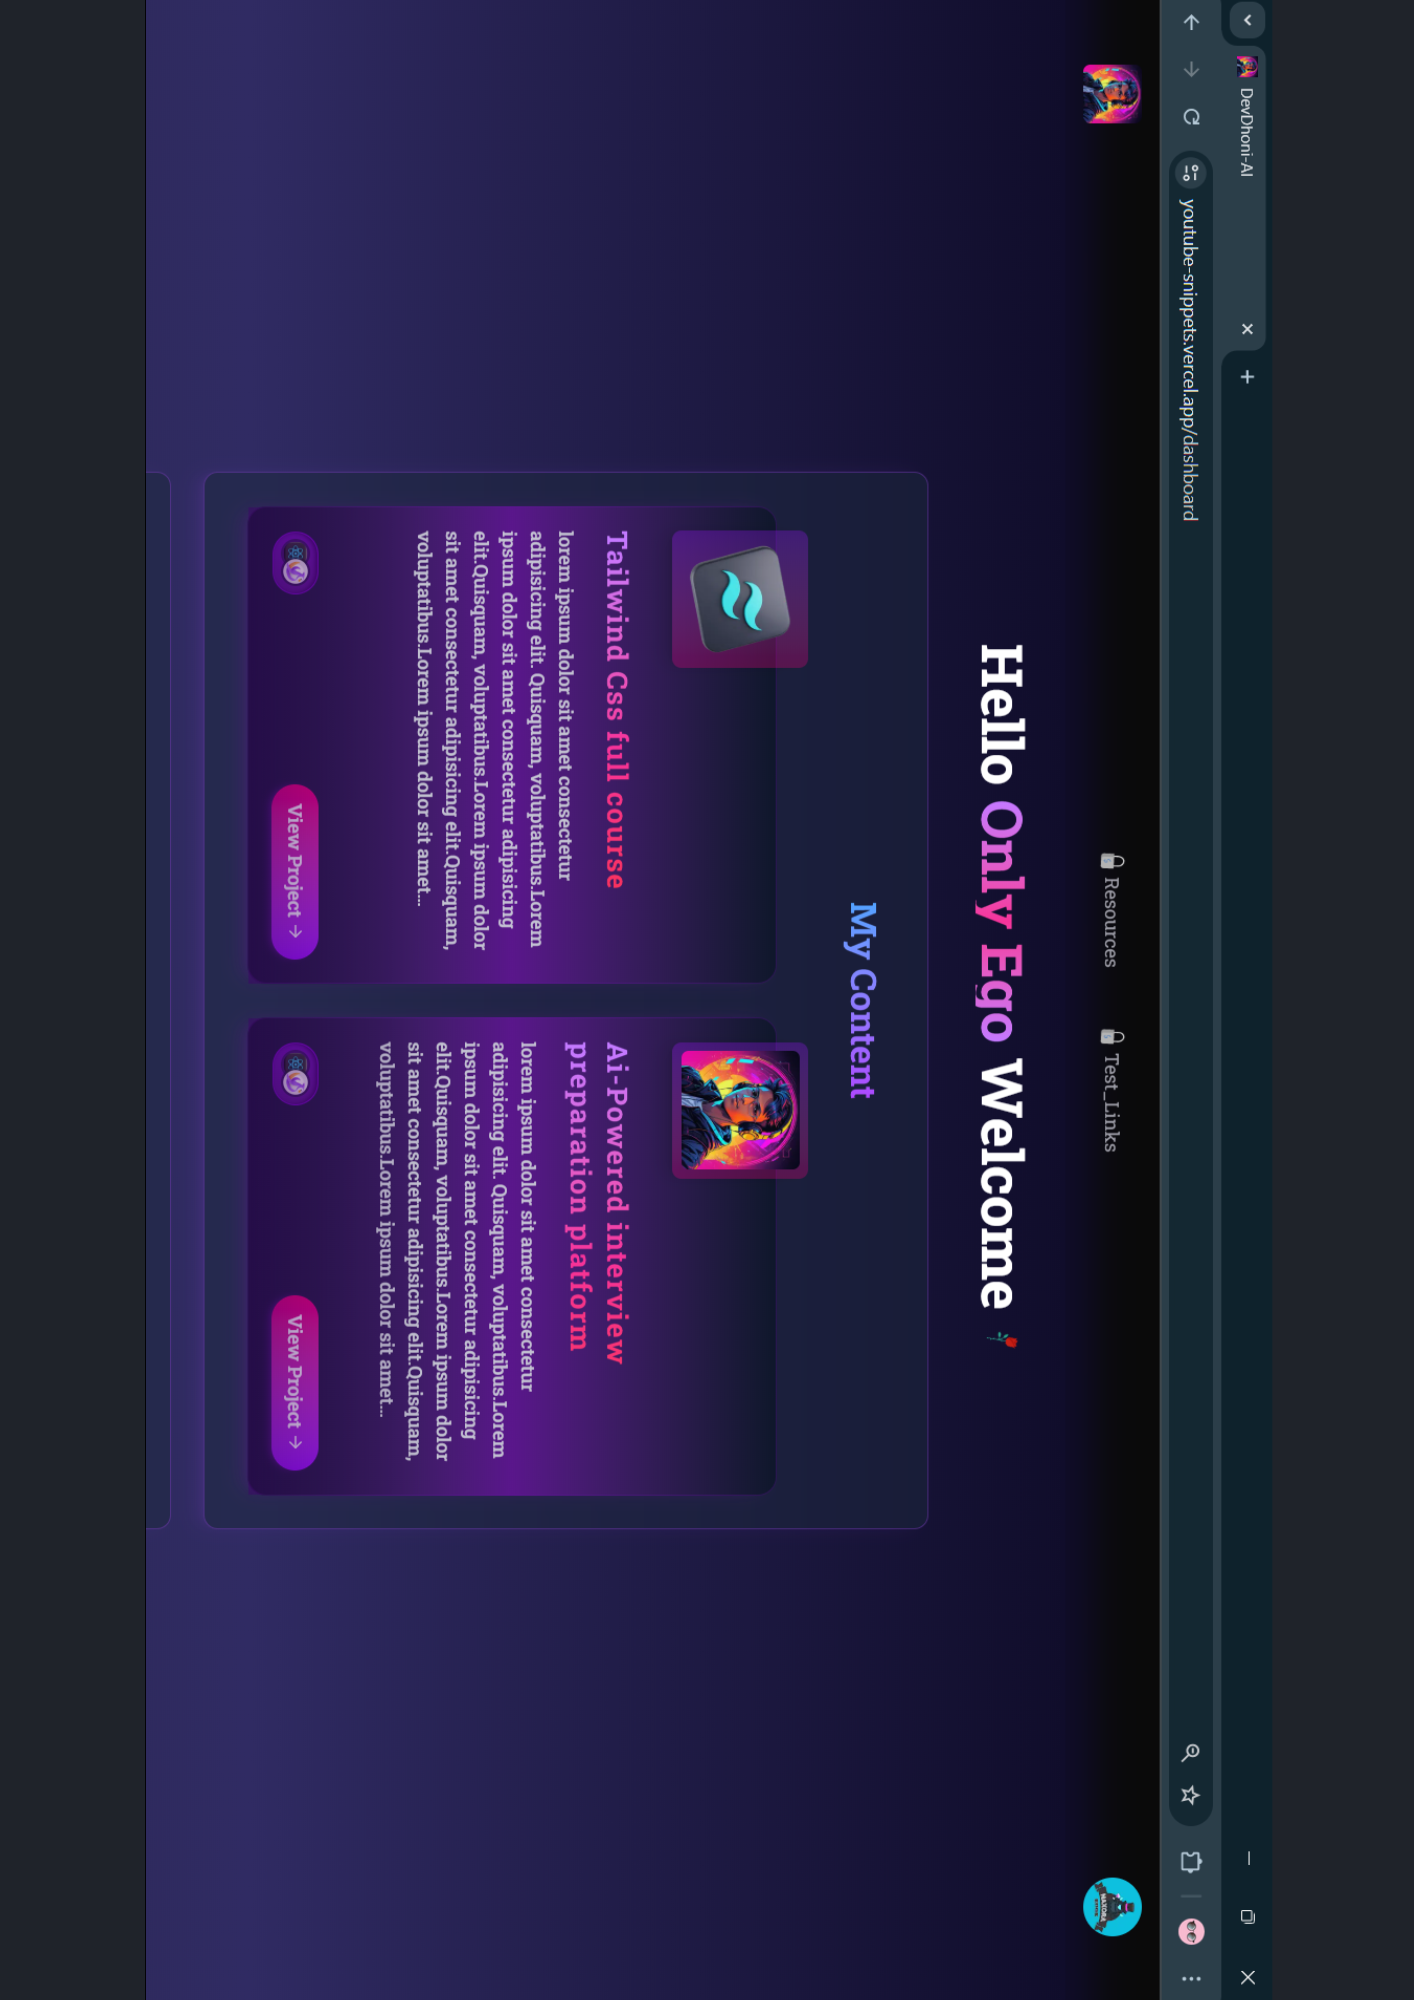 DevDhoni-AI
youtube-snippets.vercel.app/dashboard
Resources
Test_Links
Hello Only Ego Welcome
My Content
Tailwind Css full course
lorem ipsum dolor sit amet consectetur
adipisicing elit. Quisquam, voluptatibus.Lorem
ipsum dolor sit amet consectetur adipisicing
elit.Quisquam, voluptatibus.Lorem ipsum dolor
sit amet consectetur adipisicing elit.Quisquam,
voluptatibus.Lorem ipsum dolor sit amet...
View Project →
Ai-Powered interview
preparation platform
lorem ipsum dolor sit amet consectetur
adipisicing elit. Quisquam, voluptatibus.Lorem
ipsum dolor sit amet consectetur adipisicing
elit.Quisquam, voluptatibus.Lorem ipsum dolor
sit amet consectetur adipisicing elit.Quisquam,
voluptatibus.Lorem ipsum dolor sit amet...
View Project →